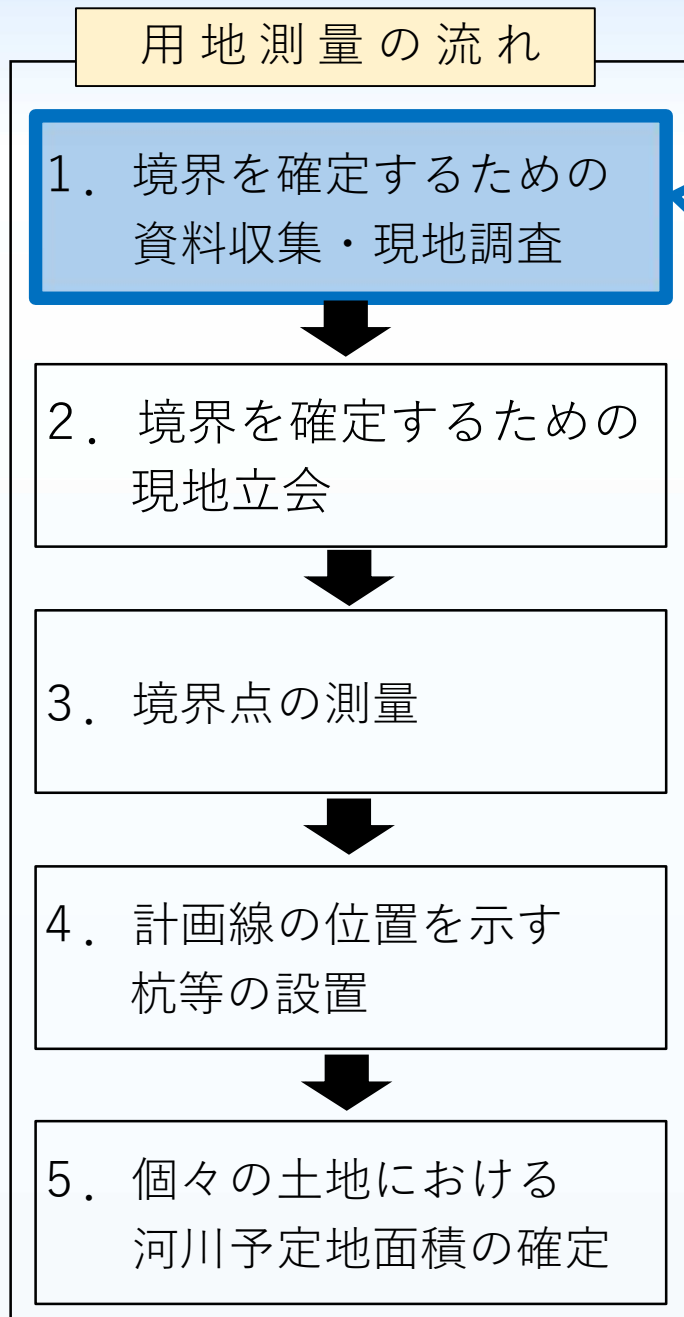 用地測量の流れ
1．境界を確定するための
資料収集・現地調査
2．境界を確定するための
現地立会
3．境界点の測量
4．計画線の位置を示す
杭等の設置
5．個々の土地における
河川予定地面積の確定